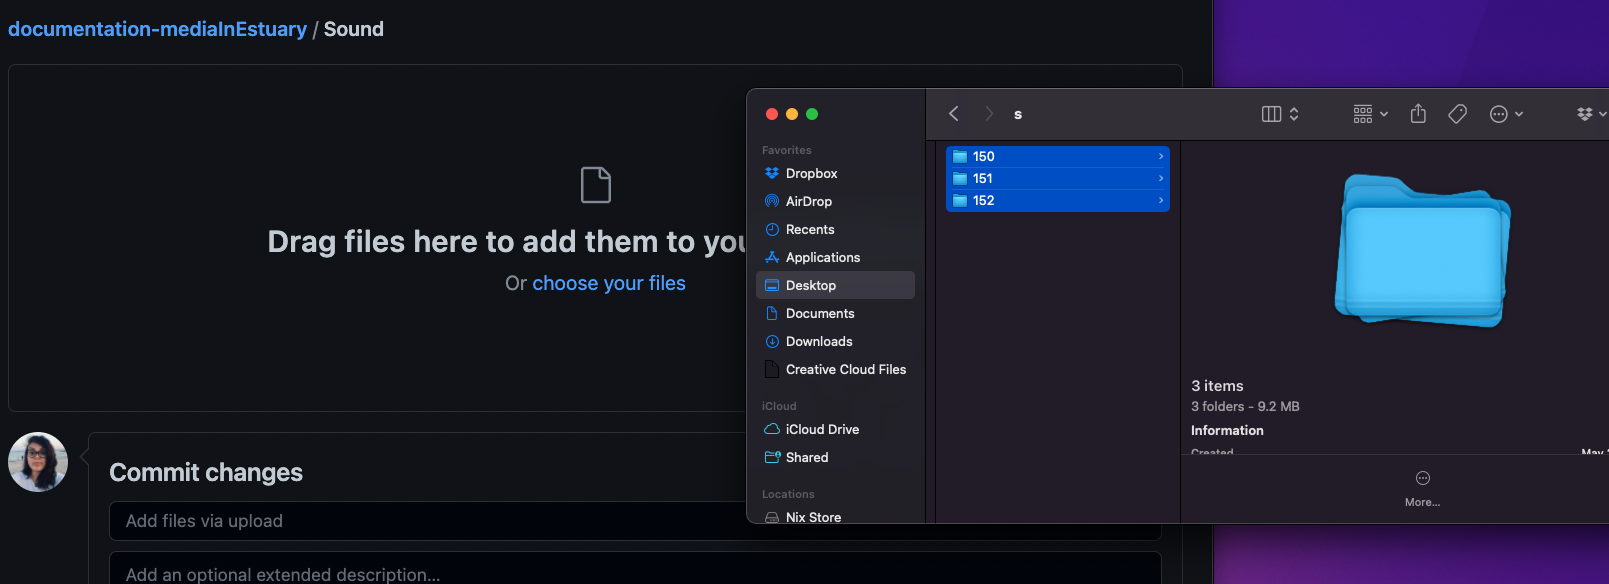 documentation-mediaInEstuary / Sound
Drag files here to add them to
Or choose your files
Commit changes
Add files via upload
Add an optional extended description...
s
Favorites
Dropbox
AirDrop
Recents
Applications
Desktop
Documents
Downloads
Creative Cloud Files
iCloud
iCloud Drive
Shared
Locations
Nix Store
150
151
152
3 items
3 folders - 9.2 MB
Information
Created
May
More...